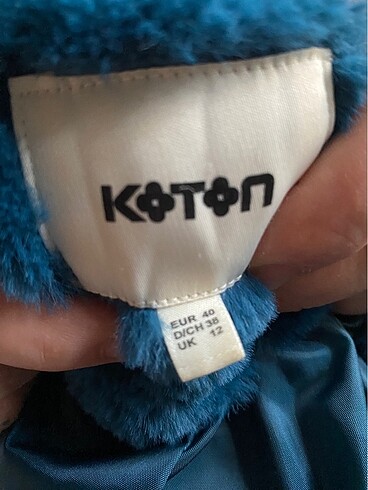 KOTON
EUR 40
D/CH 38
UK 12